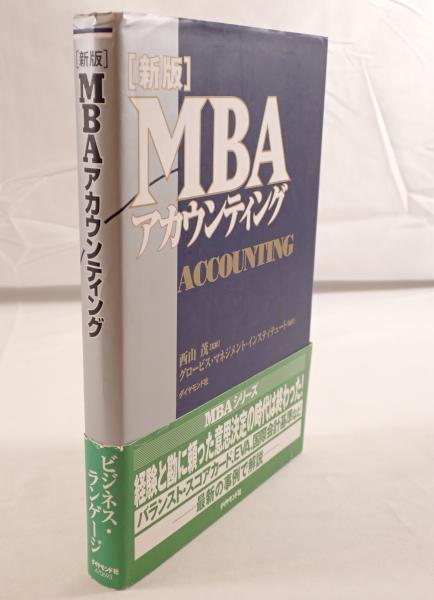 [新版]
MBA
アカウンティング
ACCOUNTING
西山 茂[監修]
グロービス・マネジメント・インスティテュート[編著]
ダイヤモンド社
MBAシリーズ
経験と勘に頼った意思決定の時代は終わった!
バランスト・スコアカード、EVA、国際会計基準など
最新の事例で解説
ダイヤモンド社
[新版]
MBAアカウンティング
ビジネス・
ランゲージ
ダイヤモンド社